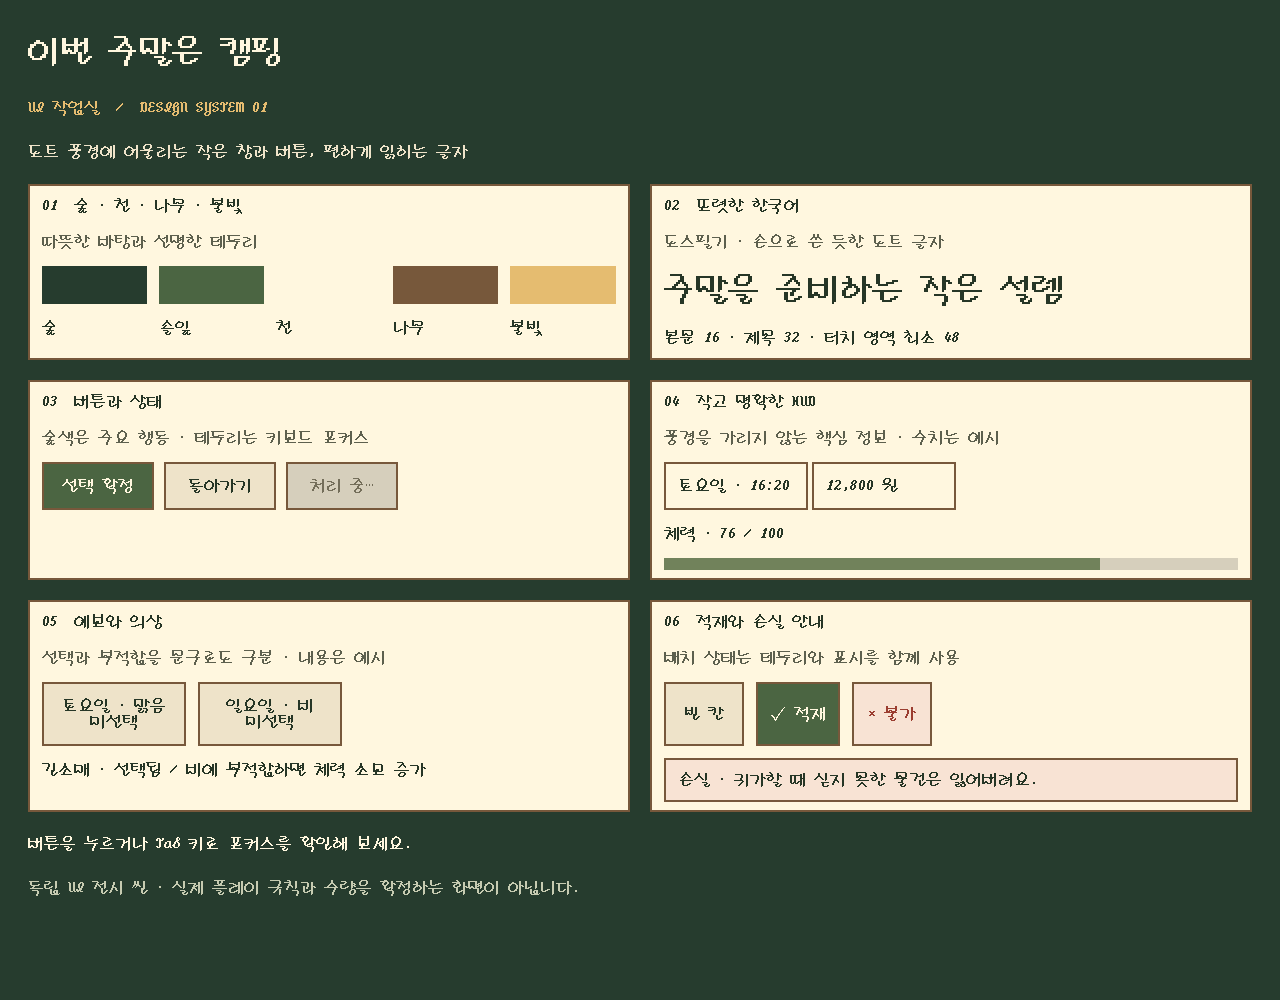 이번 주말은 캠핑
UI 작업실 / DESIGN SYSTEM 01
도트 풍경에 어울리는 작은 창과 버튼, 편하게 읽히는 글자
01 숲 · 천 · 나무 · 불빛
따뜻한 바탕과 선명한 테두리
숲
솔잎
천
나무
불빛
02 또렷한 한국어
도스필기 · 손으로 쓴 듯한 도트 글자
주말을 준비하는 작은 설렘
본문 16 · 제목 32 · 터치 영역 최소 48
03 버튼과 상태
숲색은 주요 행동 · 테두리는 키보드 포커스
선택 확정
돌아가기
처리 중…
04 작고 명확한 HUD
풍경을 가리지 않는 핵심 정보 · 수치는 예시
토요일 · 16:20
12,800 원
체력 · 76 / 100
05 예보와 의상
선택과 부적합을 문구로도 구분 · 내용은 예시
토요일 · 맑음
미선택
일요일 · 비
미선택
긴소매 · 선택됨 / 비에 부적합하면 체력 소모 증가
06 적재와 손실 안내
배치 상태는 테두리와 표시를 함께 사용
빈 칸
✓ 적재
× 불가
손실 · 귀가할 때 싣지 못한 물건은 잃어버려요.
버튼을 누르거나 Tab 키로 포커스를 확인해 보세요.
독립 UI 전시 씬 · 실제 플레이 규칙과 수량을 확정하는 화면이 아닙니다.